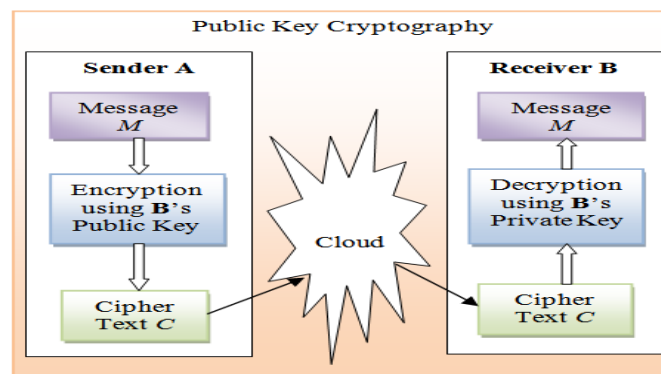 Public Key Cryptography
Sender A
Message
M
Encryption
using B's
Public Key
Cipher
Text C
Cloud
Receiver B
Message
M
Decryption
using B's
Private Key
Cipher
Text C